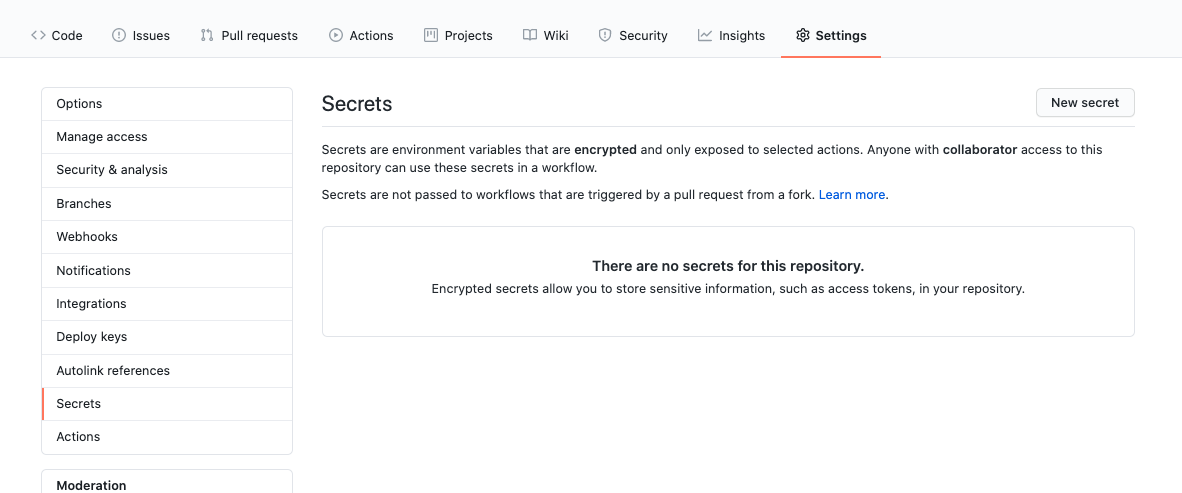 Code Issues Pull requests Actions Projects Wiki Security Insights Settings
Options
Manage access
Security & analysis
Branches
Webhooks
Notifications
Integrations
Deploy keys
Autolink references
Secrets
Actions
Moderation
Secrets
New secret
Secrets are environment variables that are encrypted and only exposed to selected actions. Anyone with collaborator access to this
repository can use these secrets in a workflow.
Secrets are not passed to workflows that are triggered by a pull request from a fork. Learn more.
There are no secrets for this repository.
Encrypted secrets allow you to store sensitive information, such as access tokens, in your repository.